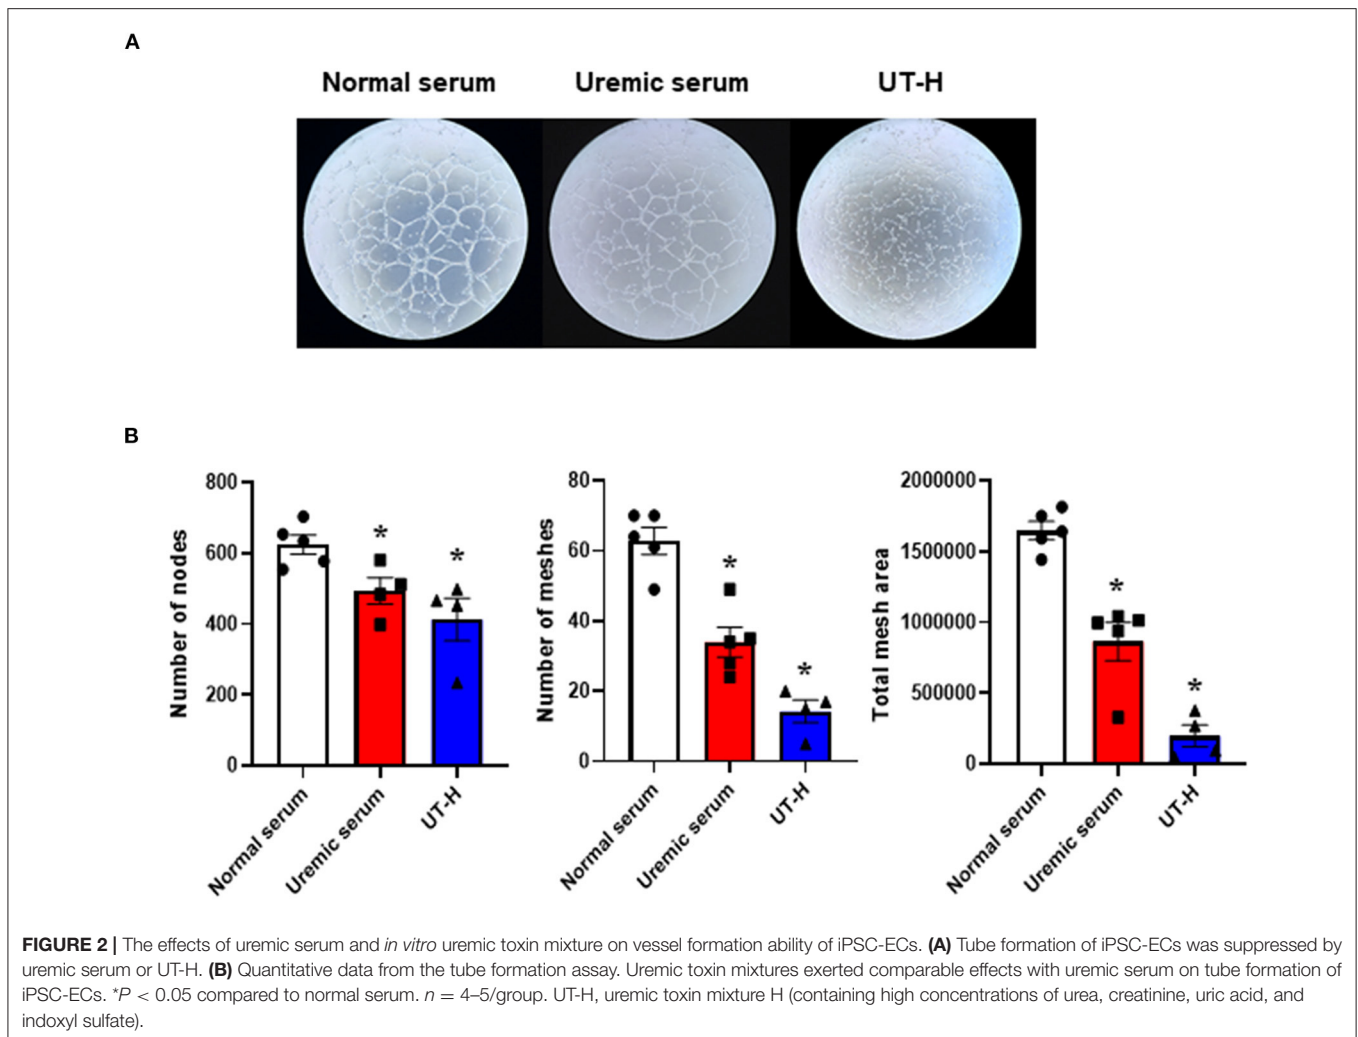 A
Normal serum
Uremic serum
UT-H
B
Number of nodes
800
600
400
200
0
*
*
Normal serum
Uremic serum
UT-H
Number of meshes
80
60
40
20
0
*
*
Normal serum
Uremic serum
UT-H
Total mesh area
2000000
1500000
1000000
500000
0
*
*
Normal serum
Uremic serum
UT-H
FIGURE 2 | The effects of uremic serum and in vitro uremic toxin mixture on vessel formation ability of iPSC-ECs. (A) Tube formation of iPSC-ECs was suppressed by
uremic serum or UT-H. (B) Quantitative data from the tube formation assay. Uremic toxin mixtures exerted comparable effects with uremic serum on tube formation of
iPSC-ECs. *P < 0.05 compared to normal serum. n = 4–5/group. UT-H, uremic toxin mixture H (containing high concentrations of urea, creatinine, uric acid, and
indoxyl sulfate).